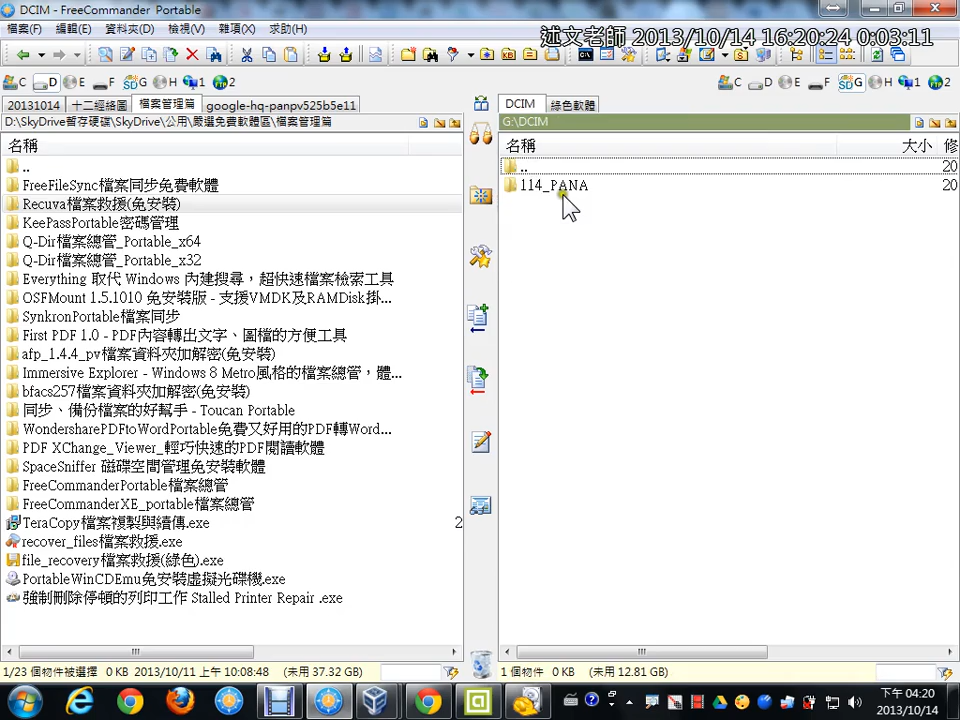 DCIM - FreeCommander Portable
檔案(F) 編輯(E) 資料夾(D) 檢視(V) 雜項(X) 求助(H)
述文老師 2013/10/14 16:20:24 0:03:11
C D E F G H 1 2
C D E F G H 1 2
20131014 十二經絡圖 檔案管理篇 google-hq-panpv525b5e11
DCIM 綠色軟體
D:\SkyDrive暫存硬碟\SkyDrive\公用\嚴選免費軟體區\檔案管理篇
G:\DCIM
名稱
名稱 大小 修
..
.. 20
FreeFileSync檔案同步免費軟體
114_PANA 20
Recuva檔案救援(免安裝)
KeePassPortable密碼管理
Q-Dir檔案總管_Portable_x64
Q-Dir檔案總管_Portable_x32
Everything 取代 Windows 內建搜尋，超快速檔案檢索工具
OSFMount 1.5.1010 免安裝版 - 支援VMDK及RAMDisk掛...
SynkronPortable檔案同步
First PDF 1.0 - PDF內容轉出文字、圖檔的方便工具
afp_1.4.4_pv檔案資料夾加解密(免安裝)
Immersive Explorer - Windows 8 Metro風格的檔案總管，體...
bfacs257檔案資料夾加解密(免安裝)
同步、備份檔案的好幫手 - Toucan Portable
WondersharePDFtoWordPortable免費又好用的PDF轉Word...
PDF XChange_Viewer_輕巧快速的PDF閱讀軟體
SpaceSniffer 磁碟空間管理免安裝軟體
FreeCommanderPortable檔案總管
FreeCommanderXE_portable檔案總管
TeraCopy檔案複製與續傳.exe 2
recover_files檔案救援.exe
file_recovery檔案救援(綠色).exe
PortableWinCDEmu免安裝虛擬光碟機.exe
強制刪除停頓的列印工作 Stalled Printer Repair .exe
1/23 個物件被選擇 0 KB 2013/10/11 上午 10:08:48 (未用 37.32 GB)
1 個物件 0 KB (未用 12.81 GB)
下午 04:20
2013/10/14